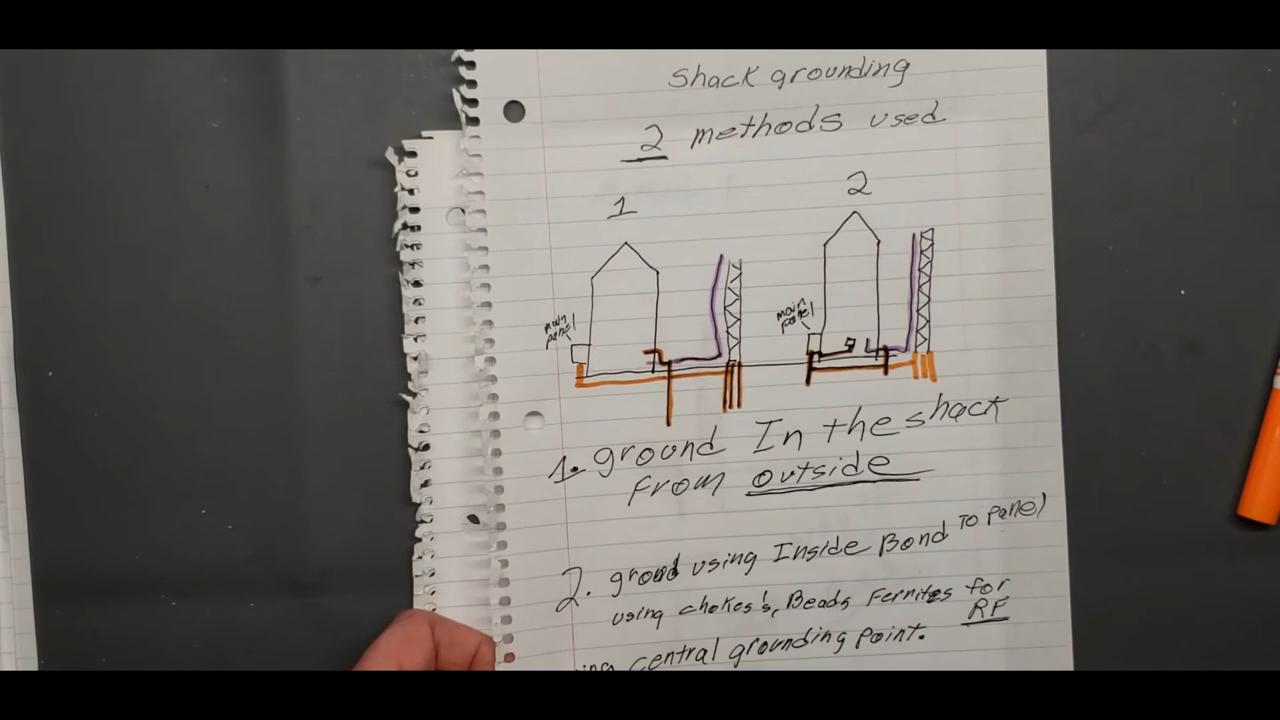 Shack grounding
2 methods used
1
2
main
panel
main
panel
1. ground In the shack
from outside
2. ground using Inside Bond To Panel
using chokes's, Beads Ferrites for
RF
central grounding point.